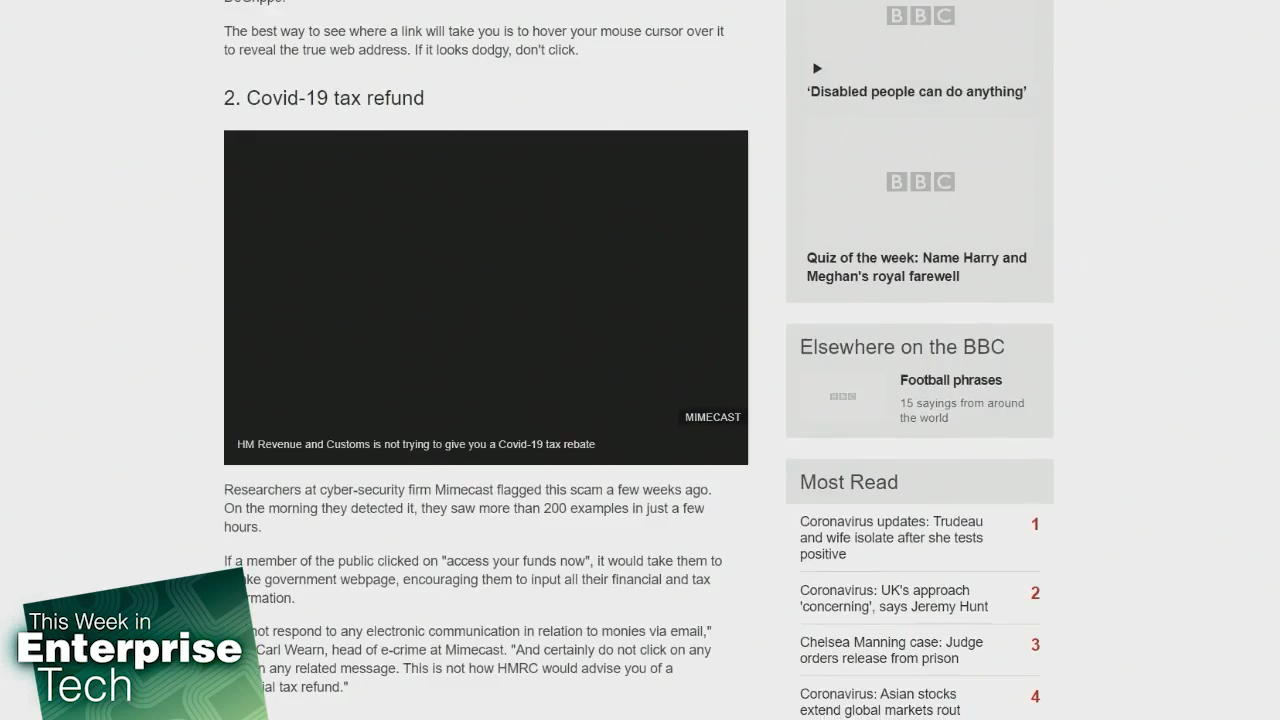 The best way to see where a link will take you is to hover your mouse cursor over it
to reveal the true web address. If it looks dodgy, don't click.
2. Covid-19 tax refund
MIMECAST
HM Revenue and Customs is not trying to give you a Covid-19 tax rebate
Researchers at cyber-security firm Mimecast flagged this scam a few weeks ago.
On the morning they detected it, they saw more than 200 examples in just a few
hours.
If a member of the public clicked on "access your funds now", it would take them to
government webpage, encouraging them to input all their financial and tax
not respond to any electronic communication in relation to monies via email,"
Carl Wearn, head of e-crime at Mimecast. "And certainly do not click on any
any related message. This is not how HMRC would advise you of a
tax refund."
BBC
‘Disabled people can do anything’
BBC
Quiz of the week: Name Harry and
Meghan's royal farewell
Elsewhere on the BBC
BBC
Football phrases
15 sayings from around
the world
Most Read
Coronavirus updates: Trudeau
and wife isolate after she tests
positive
1
Coronavirus: UK's approach
'concerning', says Jeremy Hunt
2
Chelsea Manning case: Judge
orders release from prison
3
Coronavirus: Asian stocks
extend global markets rout
4
This Week in
Enterprise
Tech